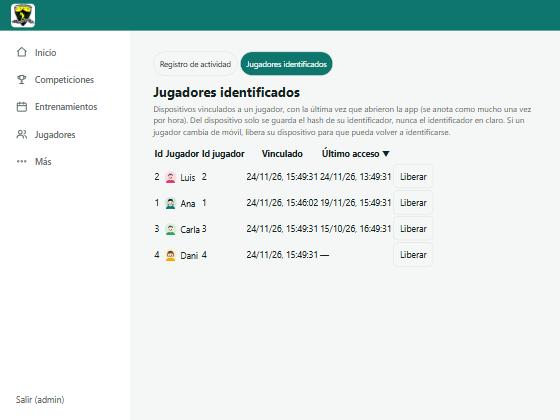 Inicio
Competiciones
Entrenamientos
Jugadores
Más
Salir (admin)
Registro de actividad
Jugadores identificados
Jugadores identificados
Dispositivos vinculados a un jugador, con la última vez que abrieron la app (se anota como mucho una vez
por hora). Del dispositivo solo se guarda el hash de su identificador, nunca el identificador en claro. Si un
jugador cambia de móvil, libera su dispositivo para que pueda volver a identificarse.
Id Jugador Id jugador Vinculado Último acceso ▼
2 Luis 2 24/11/26, 15:49:31 24/11/26, 13:49:31 Liberar
1 Ana 1 24/11/26, 15:46:02 19/11/26, 15:49:31 Liberar
3 Carla 3 24/11/26, 15:49:31 15/10/26, 16:49:31 Liberar
4 Dani 4 24/11/26, 15:49:31 — Liberar